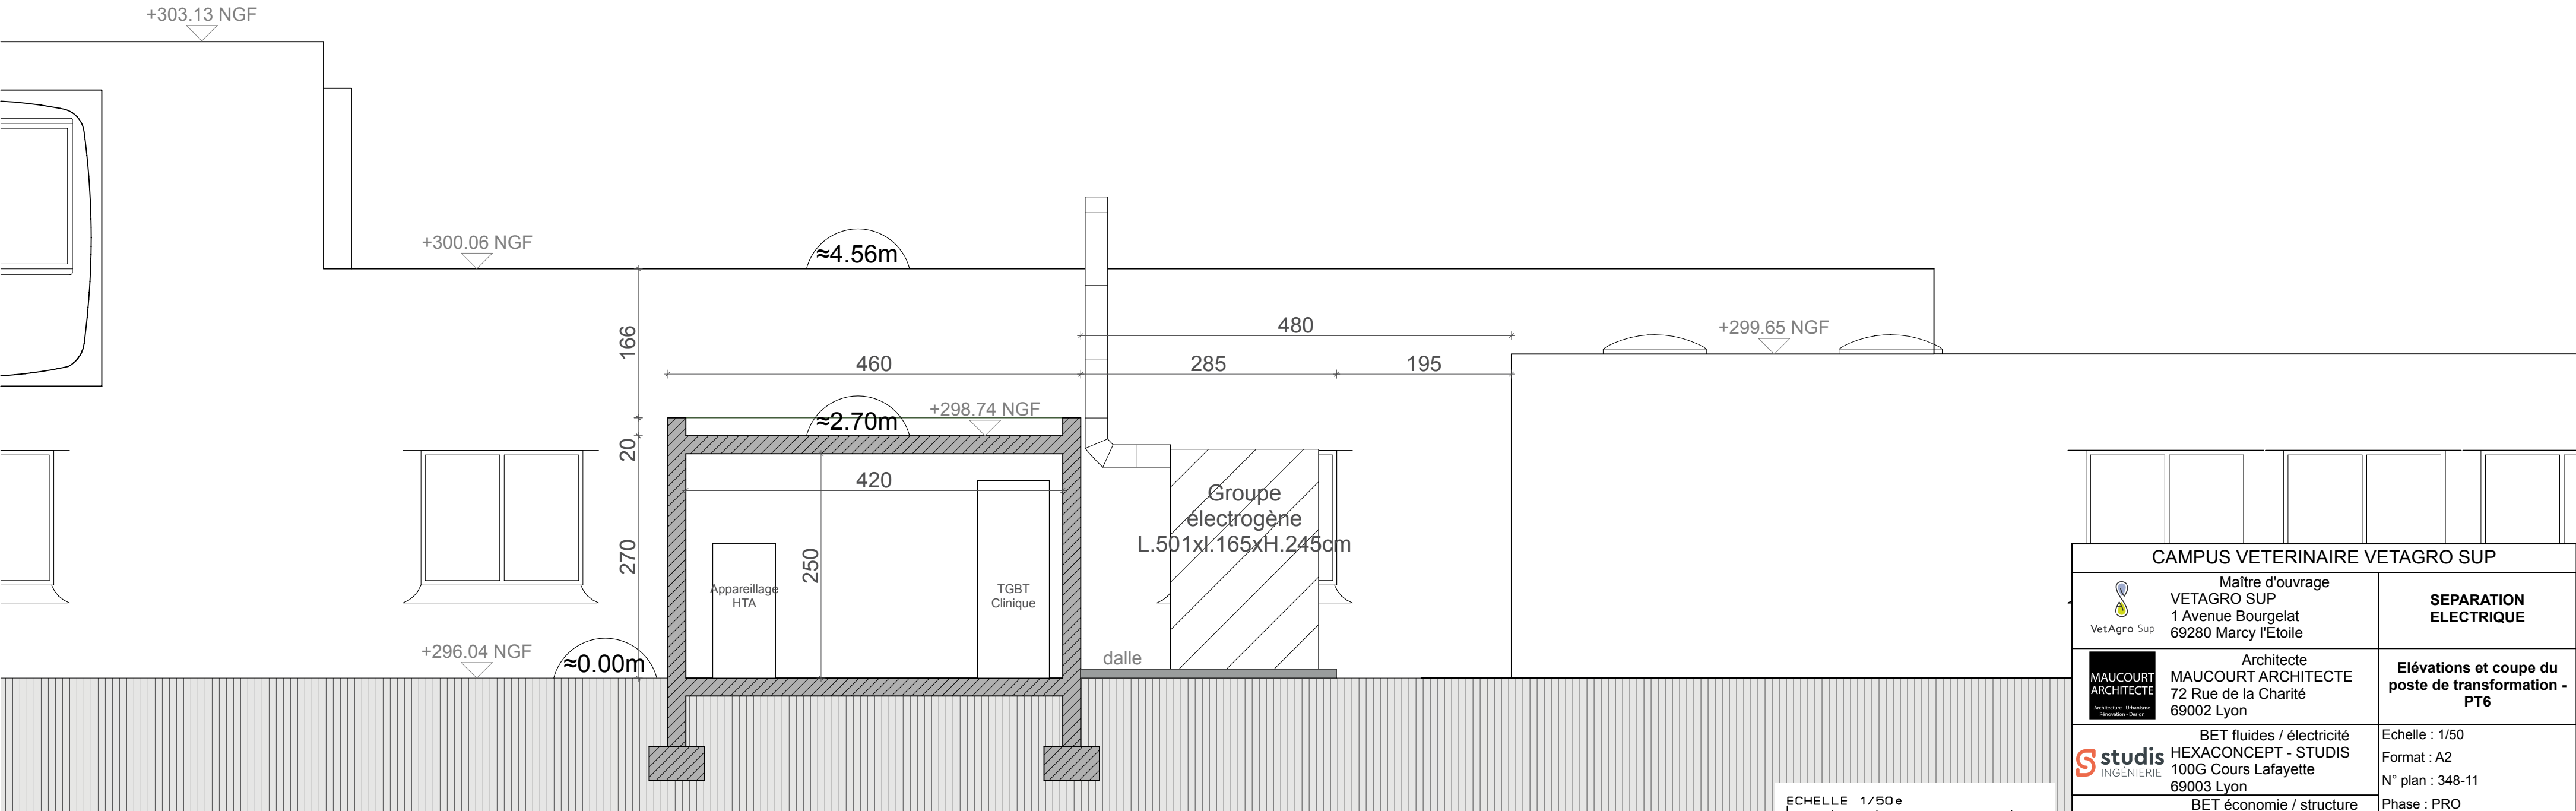 +303.13 NGF
+300.06 NGF
≈4.56m
480
+299.65 NGF
166
460
285
195
≈2.70m
+298.74 NGF
20
420
Groupe
électrogène
L.501xl.165xH.245cm
270
250
Appareillage
HTA
TGBT
Clinique
+296.04 NGF
≈0.00m
dalle
CAMPUS VETERINAIRE VETAGRO SUP
VetAgro Sup
Maître d'ouvrage
VETAGRO SUP
1 Avenue Bourgelat
69280 Marcy l'Etoile
SEPARATION
ELECTRIQUE
MAUCOURT
ARCHITECTE
Architecture - Urbanisme
Rénovation - Design
Architecte
MAUCOURT ARCHITECTE
72 Rue de la Charité
69002 Lyon
Elévations et coupe du
poste de transformation -
PT6
studis
INGÉNIERIE
BET fluides / électricité
HEXACONCEPT - STUDIS
100G Cours Lafayette
69003 Lyon
Echelle : 1/50
Format : A2
N° plan : 348-11
BET économie / structure
Phase : PRO
ECHELLE 1/50e